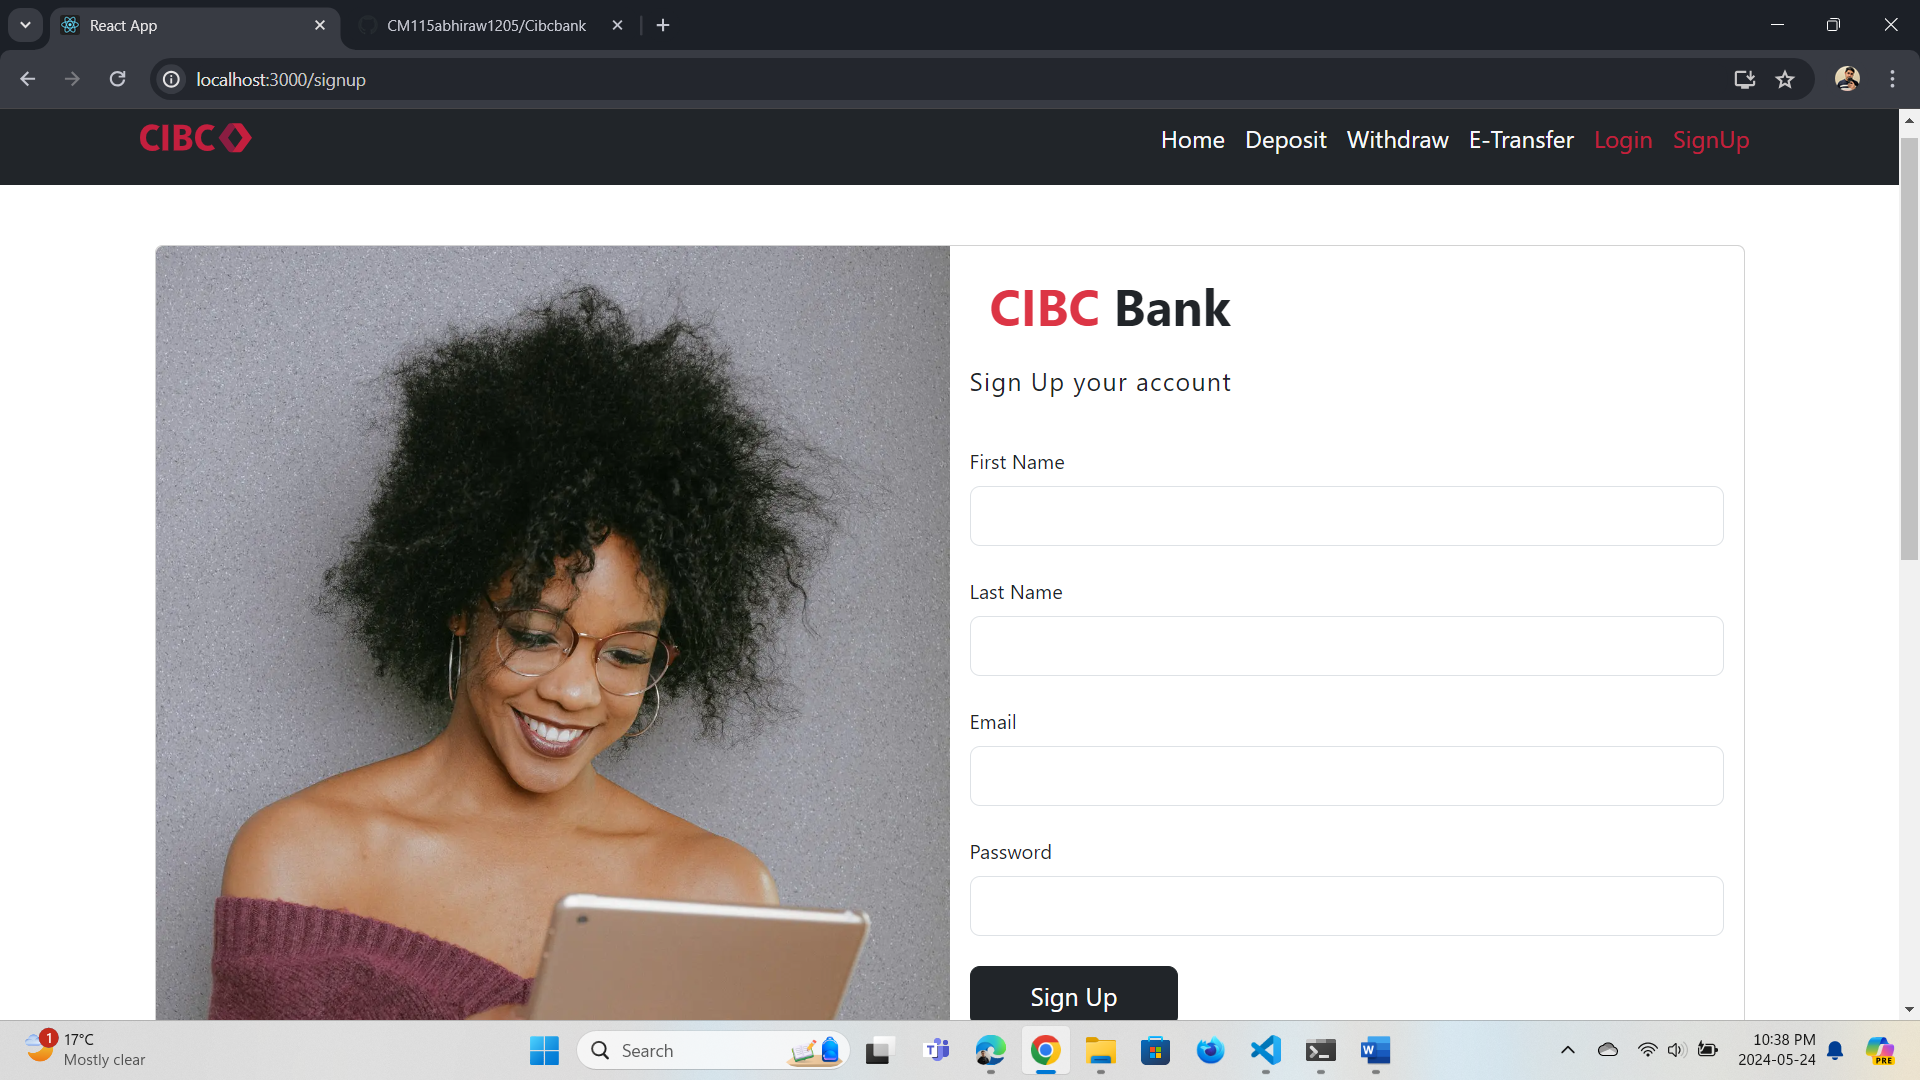 React App
CM115abhiraw1205/Cibcbank
localhost:3000/signup
CIBC
Home Deposit Withdraw E-Transfer Login SignUp
CIBC Bank
Sign Up your account
First Name
Last Name
Email
Password
Sign Up
1
17°C
Mostly clear
Search
10:38 PM
2024-05-24
PRE